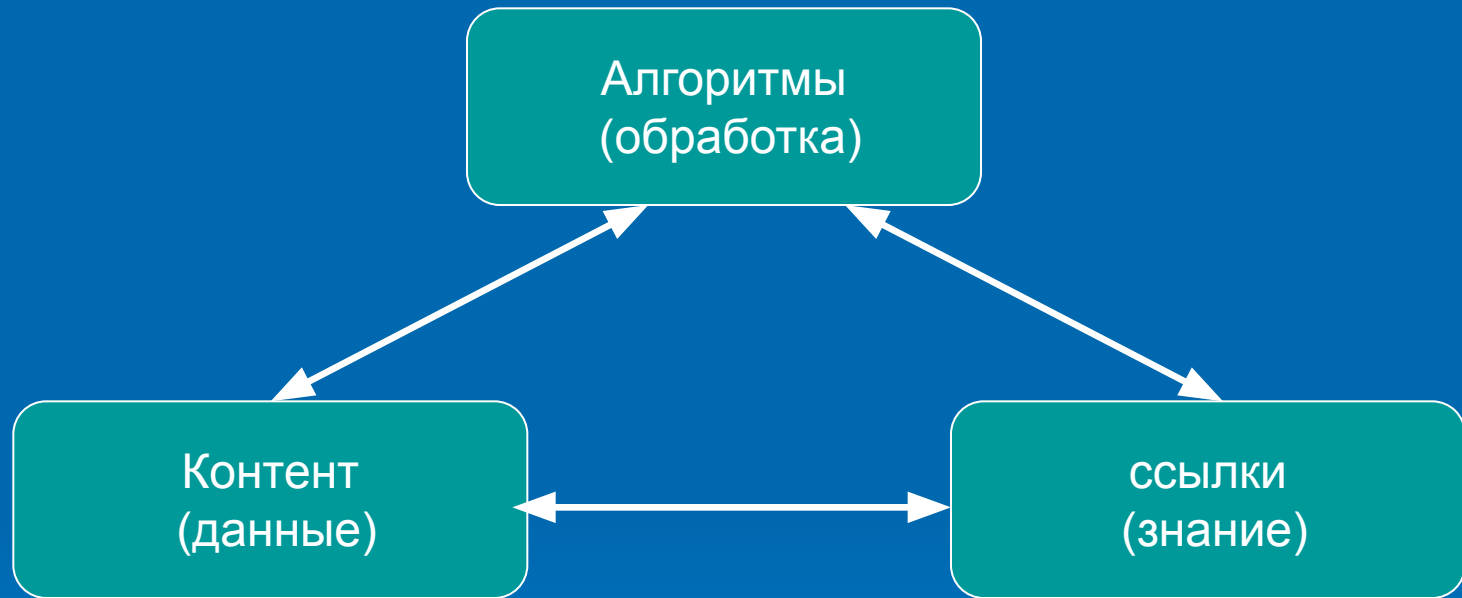 Алгоритмы
(обработка)
Контент
(данные)
ссылки
(знание)